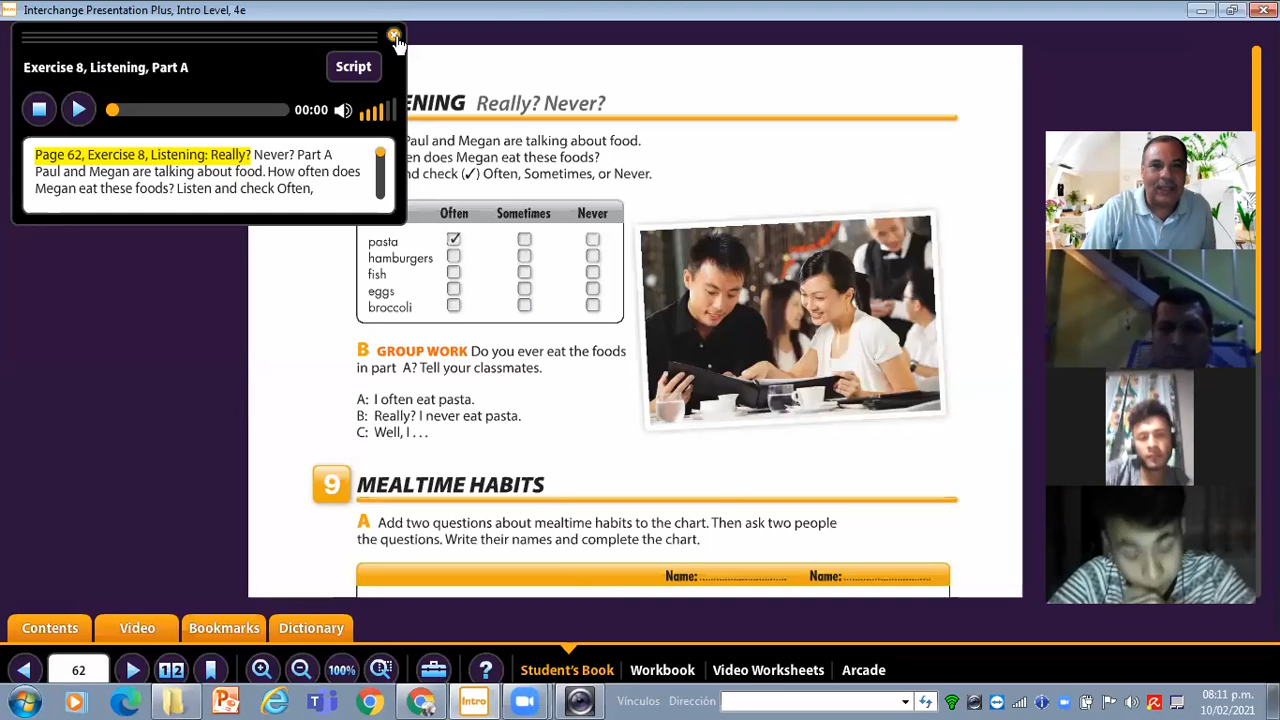 Interchange Presentation Plus, Intro Level, 4e
Exercise 8, Listening, Part A
Script
00:00
Page 62, Exercise 8, Listening: Really? Never? Part A
Paul and Megan are talking about food. How often does
Megan eat these foods? Listen and check Often,
ENING Really? Never?
Paul and Megan are talking about food.
en does Megan eat these foods?
nd check (✓) Often, Sometimes, or Never.
Often Sometimes Never
pasta
hamburgers
fish
eggs
broccoli
B GROUP WORK Do you ever eat the foods
in part A? Tell your classmates.
A: I often eat pasta.
B: Really? I never eat pasta.
C: Well, I . . .
9 MEALTIME HABITS
A Add two questions about mealtime habits to the chart. Then ask two people
the questions. Write their names and complete the chart.
Name: Name:
Contents Video Bookmarks Dictionary
62 12 100% ? Student's Book Workbook Video Worksheets Arcade
Intro Vínculos Dirección
08:11 p.m.
10/02/2021